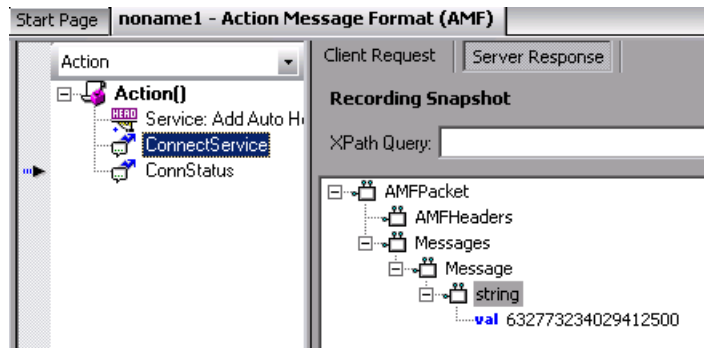 Start Page
noname1 - Action Message Format (AMF)
Action
Action()
HEAD
Service: Add Auto H
ConnectService
ConnStatus
Client Request
Server Response
Recording Snapshot
XPath Query:
AMFPacket
AMFHeaders
Messages
Message
string
val 632773234029412500